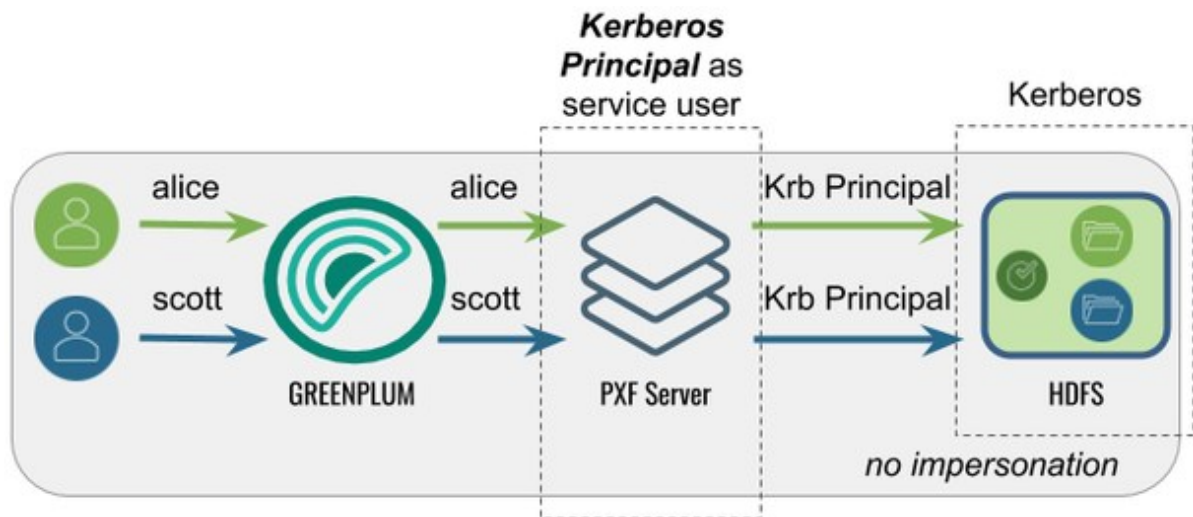 Kerberos
Principal as
service user
Kerberos
alice
alice
Krb Principal
scott
scott
Krb Principal
GREENPLUM
PXF Server
HDFS
no impersonation